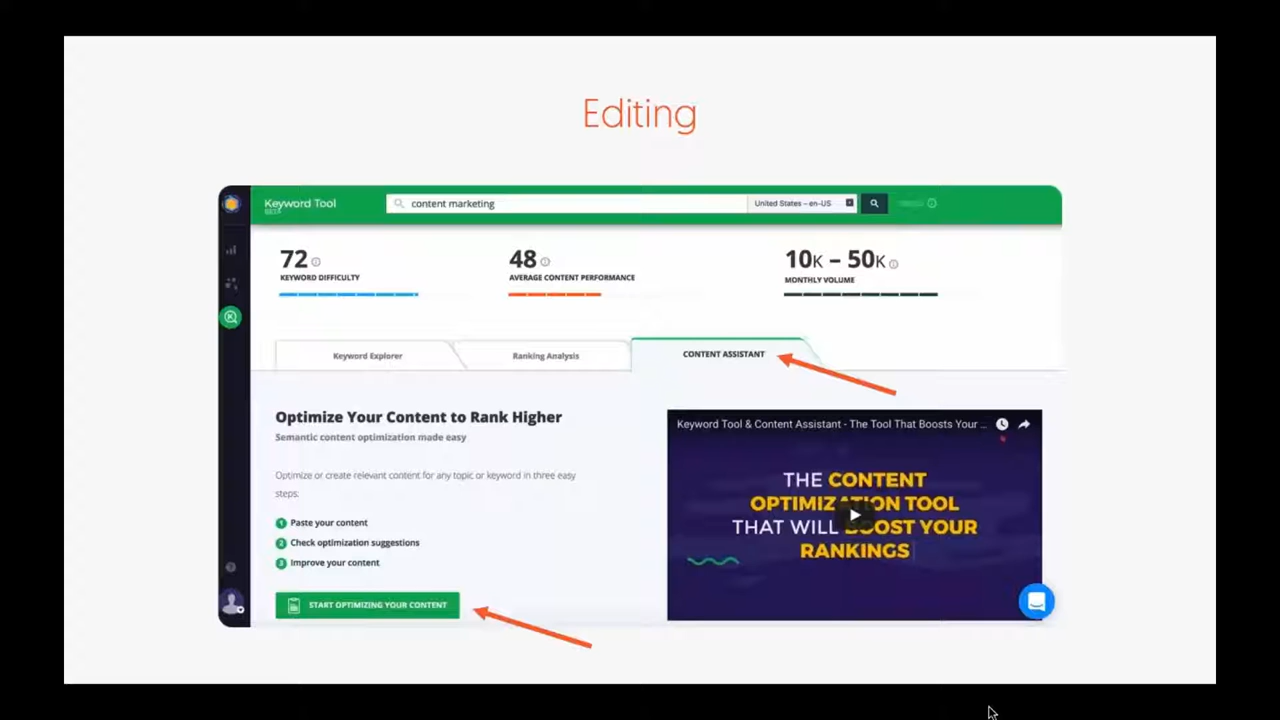 Editing
Keyword Tool
BETA
content marketing
United States – en-US
72
KEYWORD DIFFICULTY
48
AVERAGE CONTENT PERFORMANCE
10K – 50K
MONTHLY VOLUME
Keyword Explorer
Ranking Analysis
CONTENT ASSISTANT
Optimize Your Content to Rank Higher
Semantic content optimization made easy
Optimize or create relevant content for any topic or keyword in three easy
steps.
1 Paste your content
2 Check optimization suggestions
3 Improve your content
START OPTIMIZING YOUR CONTENT
Keyword Tool & Content Assistant - The Tool That Boosts Your ...
THE CONTENT
OPTIMIZATION TOOL
THAT WILL BOOST YOUR
RANKINGS